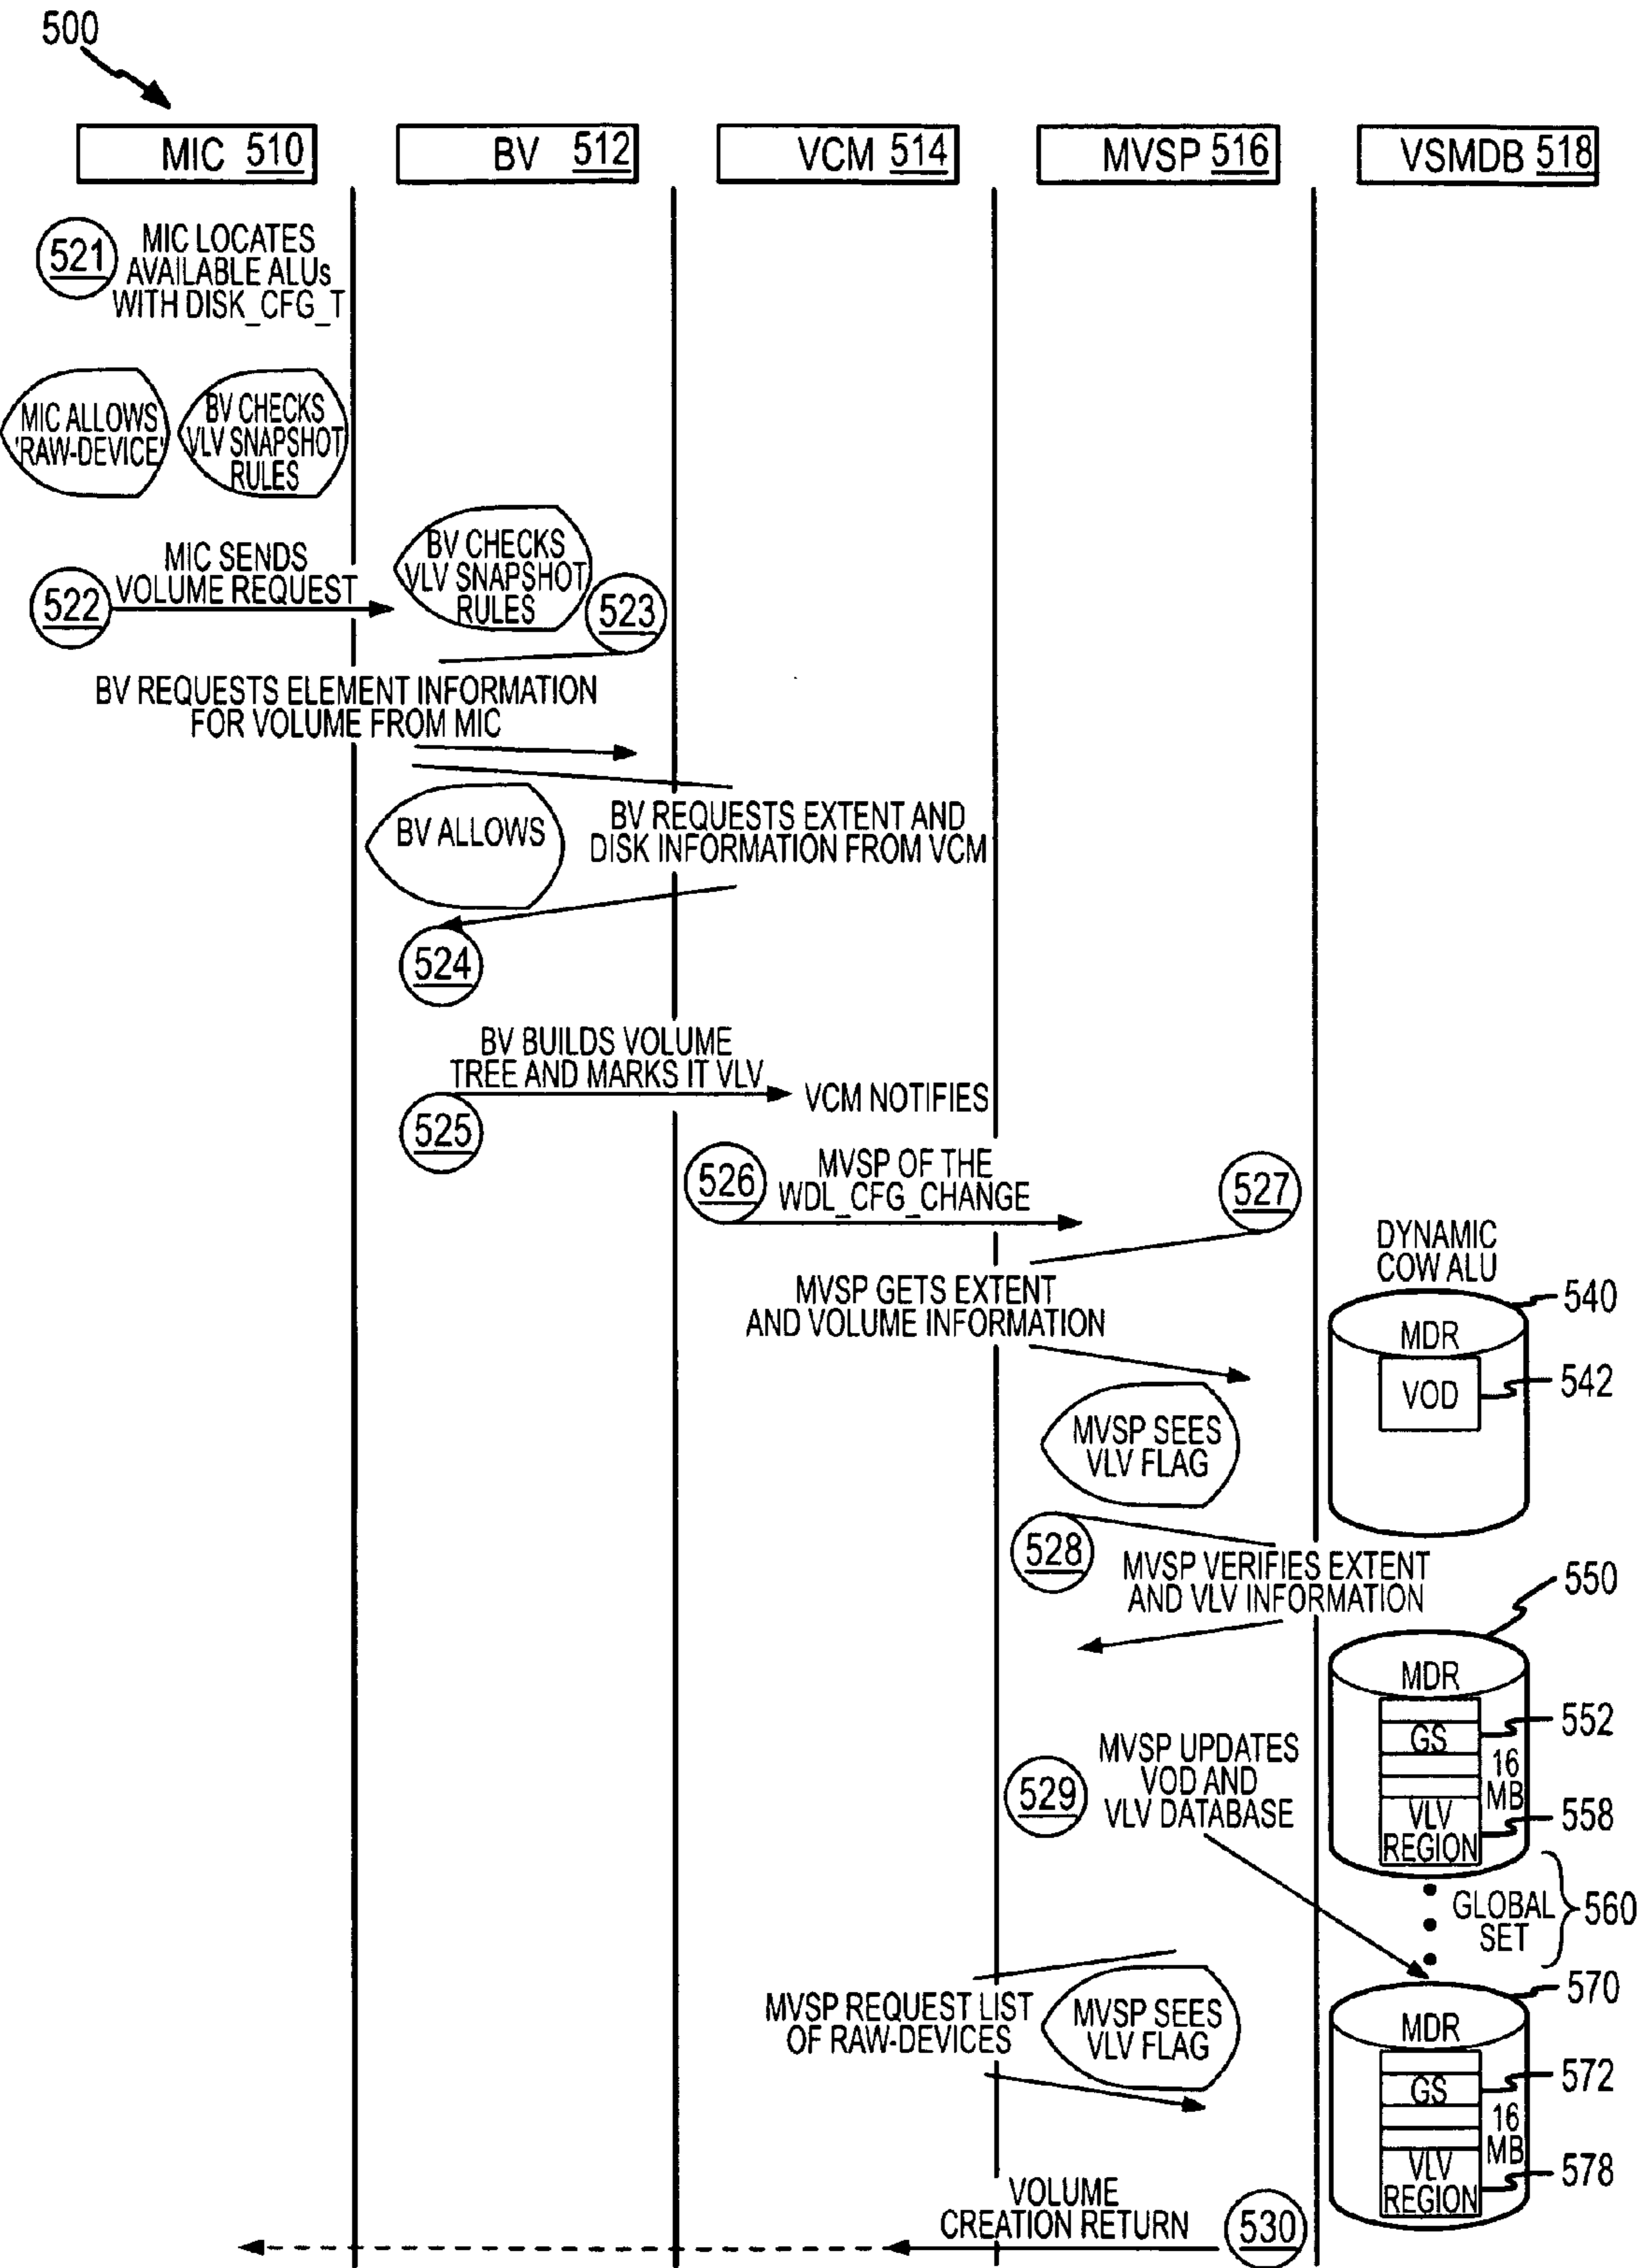 500
MIC 510
BV 512
VCM 514
MVSP 516
VSMDB 518
521
MIC LOCATES
AVAILABLE ALUs
WITH DISK_CFG_T
MIC ALLOWS
'RAW-DEVICE'
BV CHECKS
VLV SNAPSHOT
RULES
522
MIC SENDS
VOLUME REQUEST
BV CHECKS
VLV SNAPSHOT
RULES
523
BV REQUESTS ELEMENT INFORMATION
FOR VOLUME FROM MIC
BV ALLOWS
BV REQUESTS EXTENT AND
DISK INFORMATION FROM VCM
524
BV BUILDS VOLUME
TREE AND MARKS IT VLV
525
VCM NOTIFIES
526
MVSP OF THE
WDL_CFG_CHANGE
527
MVSP GETS EXTENT
AND VOLUME INFORMATION
DYNAMIC
COW ALU
540
MDR
VOD
542
MVSP SEES
VLV FLAG
528
MVSP VERIFIES EXTENT
AND VLV INFORMATION
550
MDR
GS
552
16
MB
VLV
REGION
558
529
MVSP UPDATES
VOD AND
VLV DATABASE
GLOBAL
SET
560
MVSP REQUEST LIST
OF RAW-DEVICES
MVSP SEES
VLV FLAG
570
MDR
GS
572
16
MB
VLV
REGION
578
VOLUME
CREATION RETURN
530